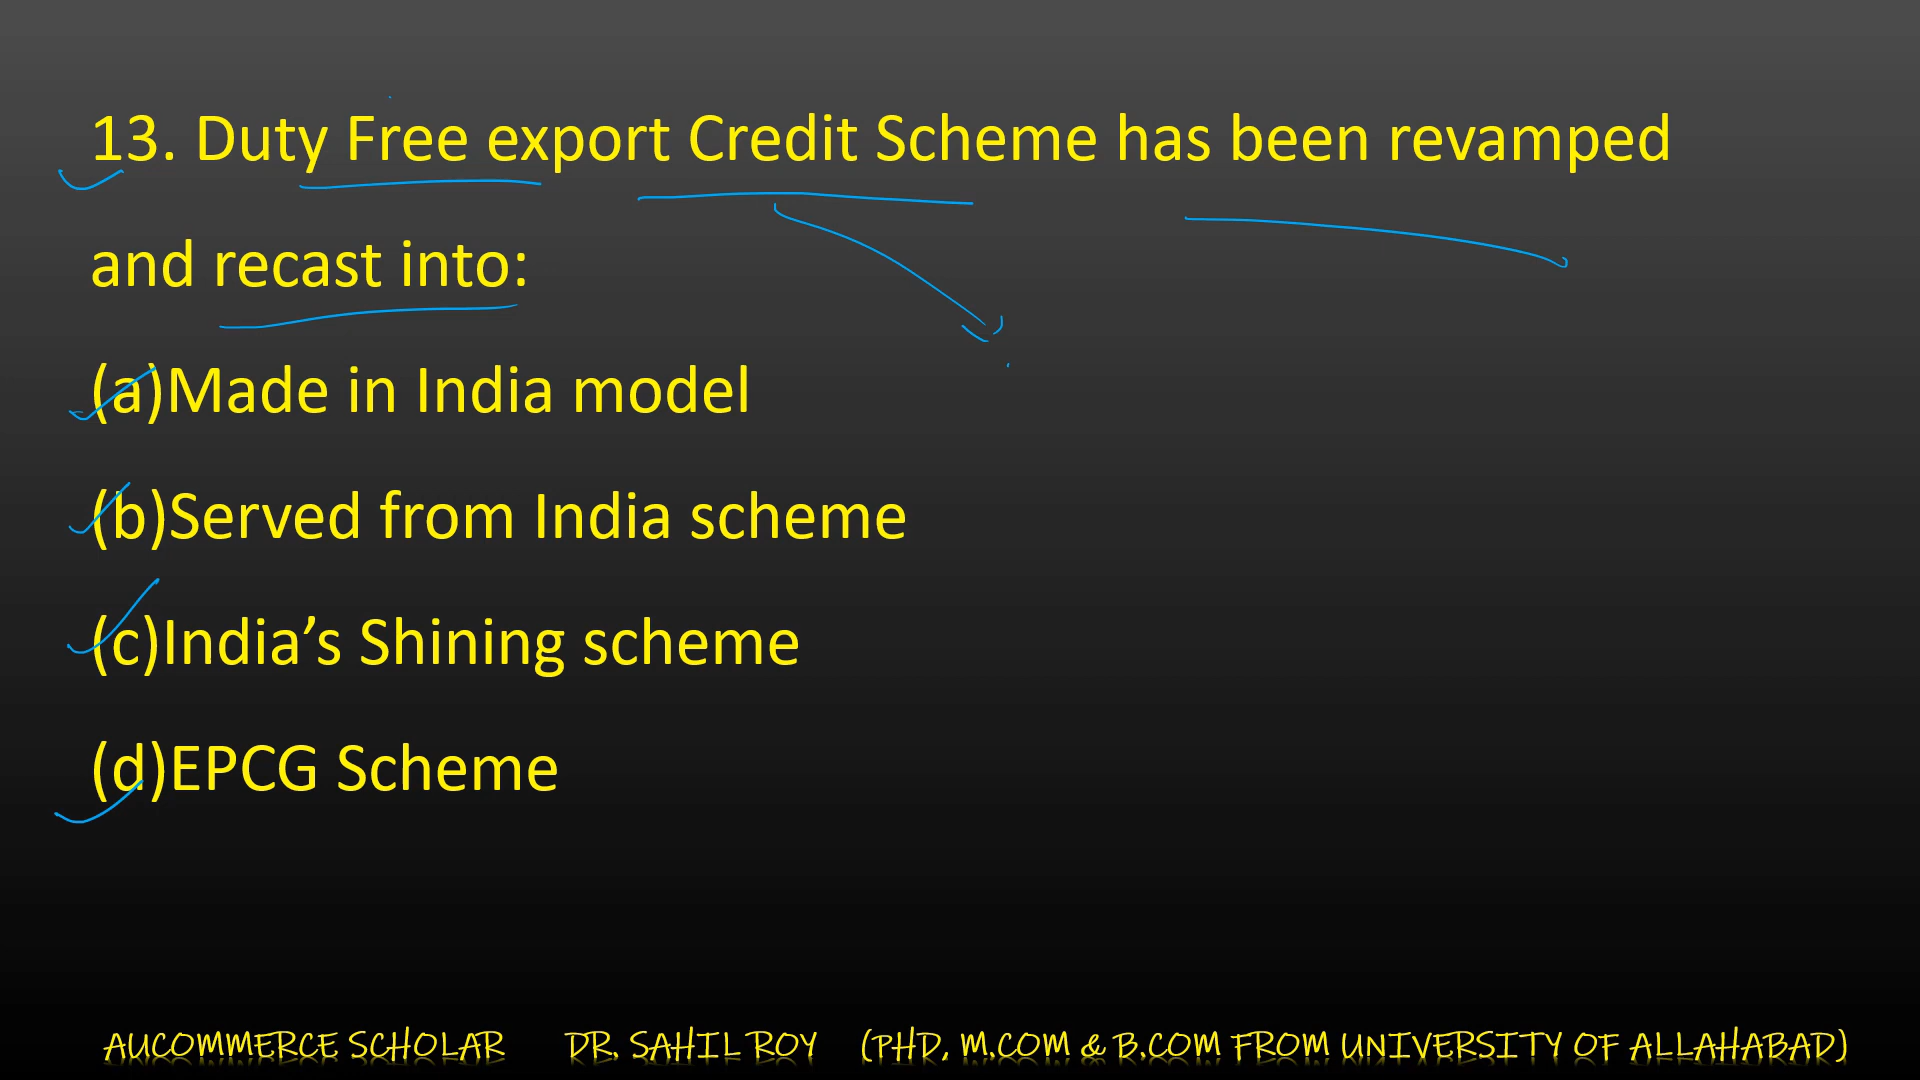 13. Duty Free export Credit Scheme has been revamped
and recast into:
(a)Made in India model
(b)Served from India scheme
(c)India’s Shining scheme
(d)EPCG Scheme
AUCOMMERCE SCHOLAR DR. SAHIL ROY (PHD, M.COM & B.COM FROM UNIVERSITY OF ALLAHABAD)